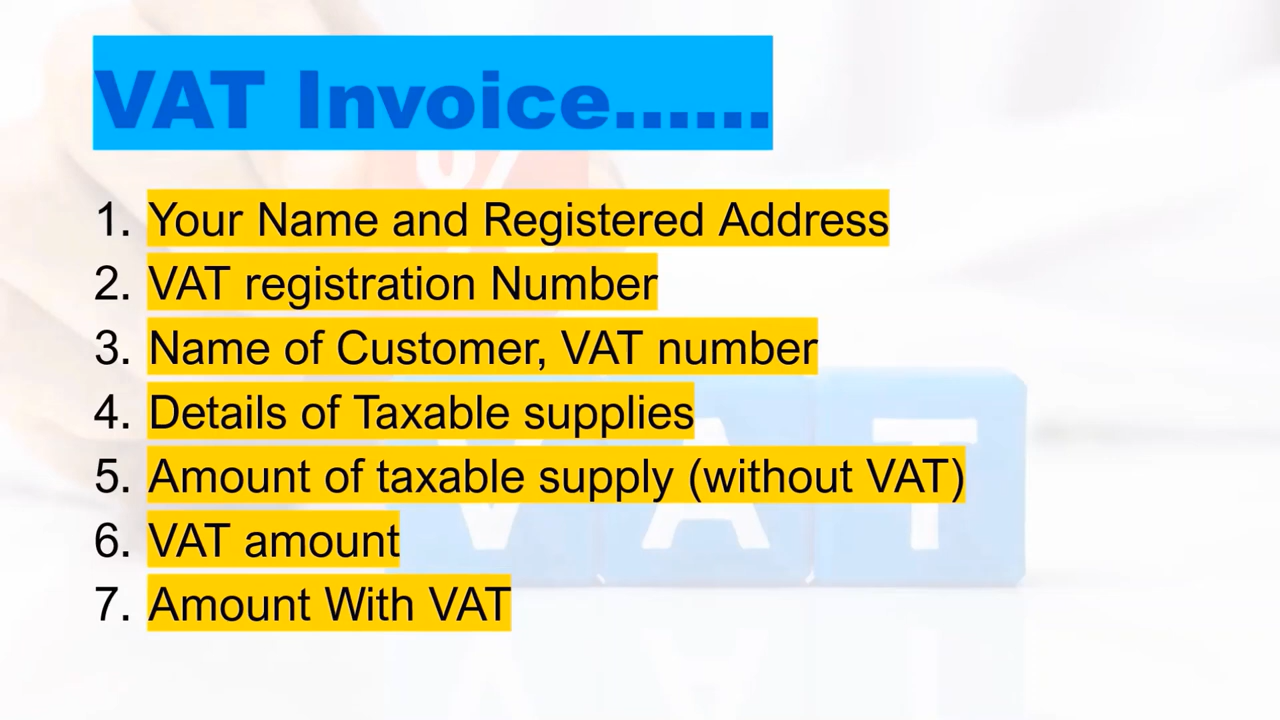 VAT Invoice......
1. Your Name and Registered Address
2. VAT registration Number
3. Name of Customer, VAT number
4. Details of Taxable supplies
5. Amount of taxable supply (without VAT)
6. VAT amount
7. Amount With VAT
%
V A T